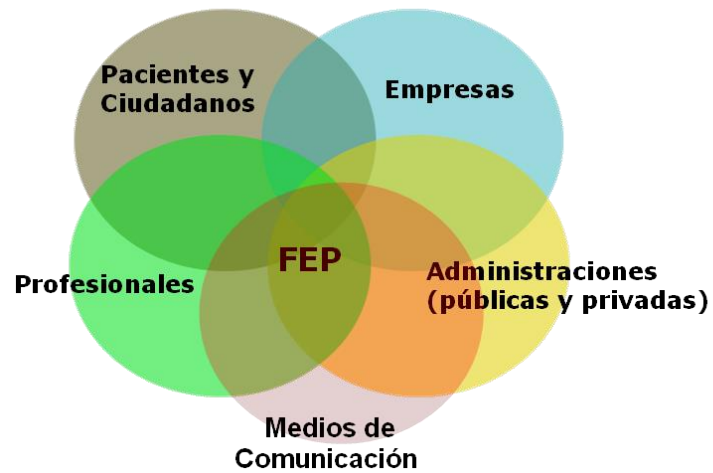 Pacientes y
Ciudadanos
Empresas
FEP
Profesionales
Administraciones
(públicas y privadas)
Medios de
Comunicación